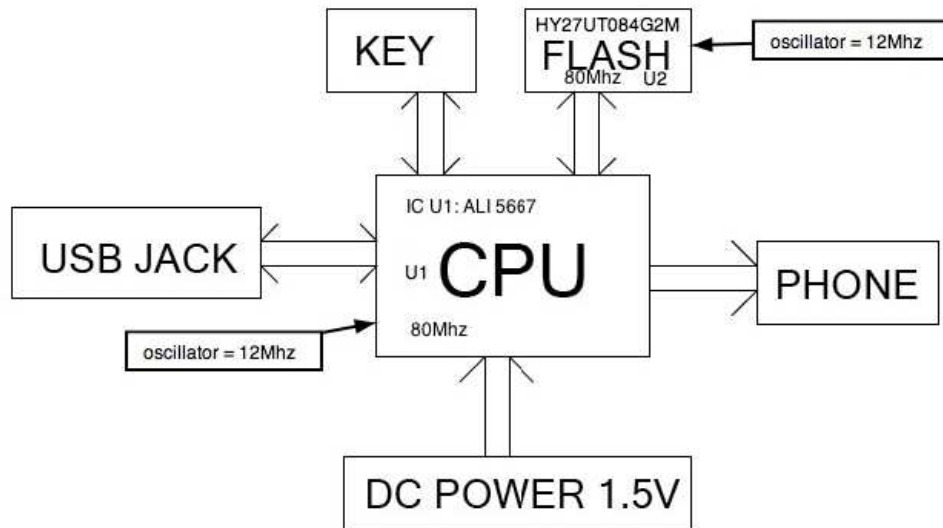 KEY
HY27UT084G2M
FLASH
80Mhz U2
oscillator = 12Mhz
IC U1: ALI 5667
USB JACK
U1 CPU
PHONE
80Mhz
oscillator = 12Mhz
DC POWER 1.5V